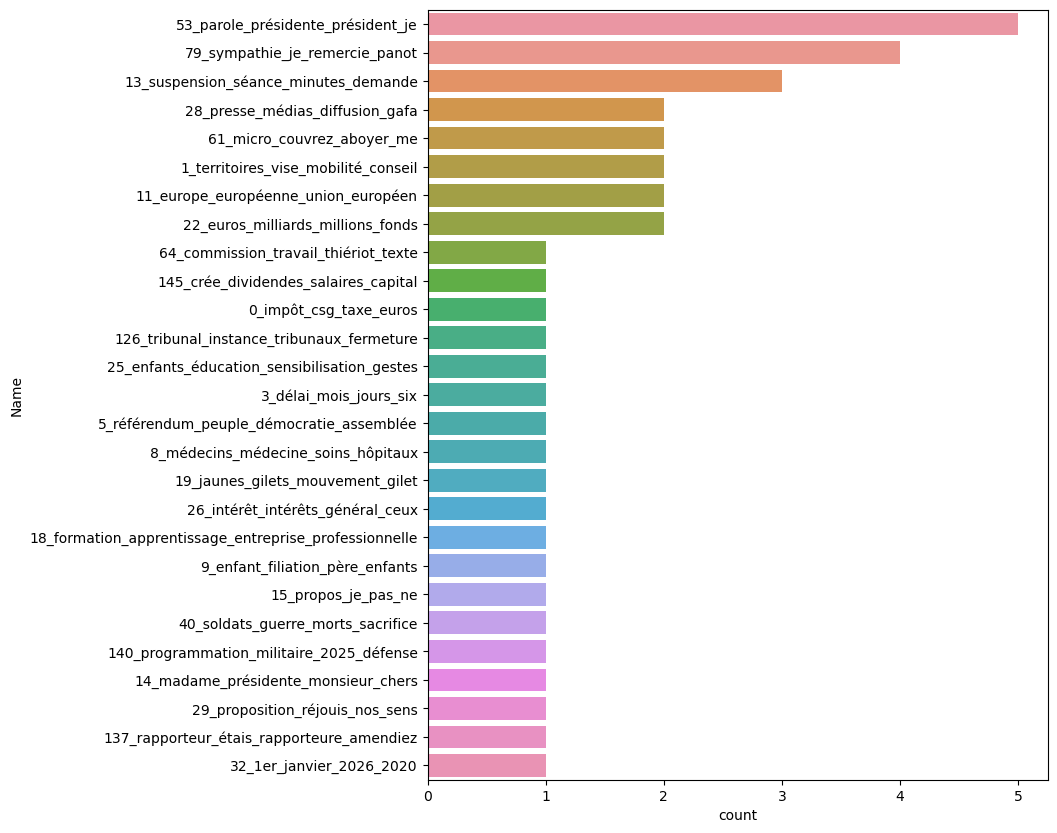 53_parole_présidente_président_je
79_sympathie_je_remercie_panot
13_suspension_séance_minutes_demande
28_presse_médias_diffusion_gafa
61_micro_couvrez_aboyer_me
1_territoires_vise_mobilité_conseil
11_europe_européenne_union_européen
22_euros_milliards_millions_fonds
64_commission_travail_thiériot_texte
145_crée_dividendes_salaires_capital
0_impôt_csg_taxe_euros
126_tribunal_instance_tribunaux_fermeture
25_enfants_éducation_sensibilisation_gestes
3_délai_mois_jours_six
5_référendum_peuple_démocratie_assemblée
8_médecins_médecine_soins_hôpitaux
19_jaunes_gilets_mouvement_gilet
26_intérêt_intérêts_général_ceux
18_formation_apprentissage_entreprise_professionnelle
9_enfant_filiation_père_enfants
15_propos_je_pas_ne
40_soldats_guerre_morts_sacrifice
140_programmation_militaire_2025_défense
14_madame_présidente_monsieur_chers
29_proposition_réjouis_nos_sens
137_rapporteur_étais_rapporteure_amendiez
32_1er_janvier_2026_2020
Name
0 1 2 3 4 5
count